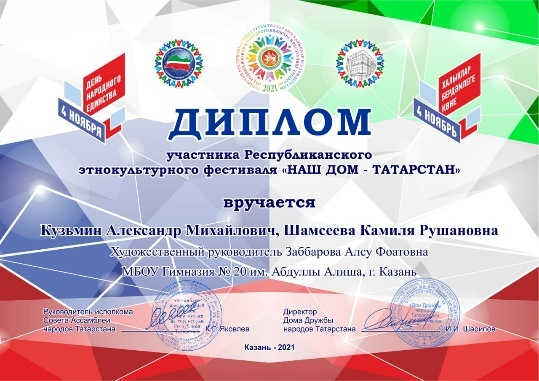 ДЕНЬ
НАРОДНОГО
ЕДИНСТВА
4 НОЯБРЯ
2021
ХАЛЫКЛАР
БЕРДӘМЛЕГЕ
КӨНЕ
4 НОЯБРЬ
ДИПЛОМ
участника Республиканского
этнокультурного фестиваля «НАШ ДОМ - ТАТАРСТАН»
вручается
Кузьмин Александр Михайлович, Шамсеева Камиля Рушановна
Художественный руководитель Заббарова Алсу Фоатовна
МБОУ Гимназия № 20 им, Абдуллы Алиша, г. Казань
Руководитель исполкома
Совета Ассамблеи
народов Татарстана
К.Г. Яковлев
Директор
Дома Дружбы
народов Татарстана
И.И. Шарипов
Казань - 2021